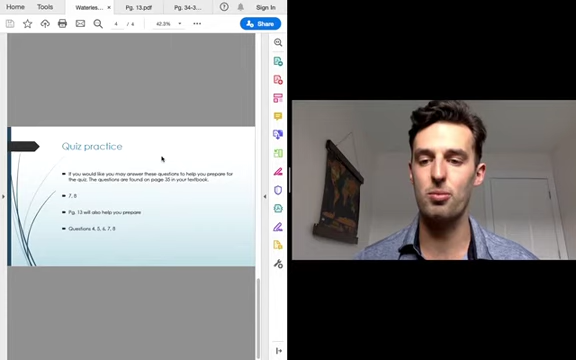 Home Tools Waterles... × Pg. 13.pdf Pg. 34-3... Sign In
4 / 4 42.3% Share
Quiz practice
If you would like you may answer these questions to help you prepare for
the quiz. The questions are found on page 35 in your textbook.
7, 8
Pg. 13 will also help you prepare
Questions 4, 5, 6, 7, 8